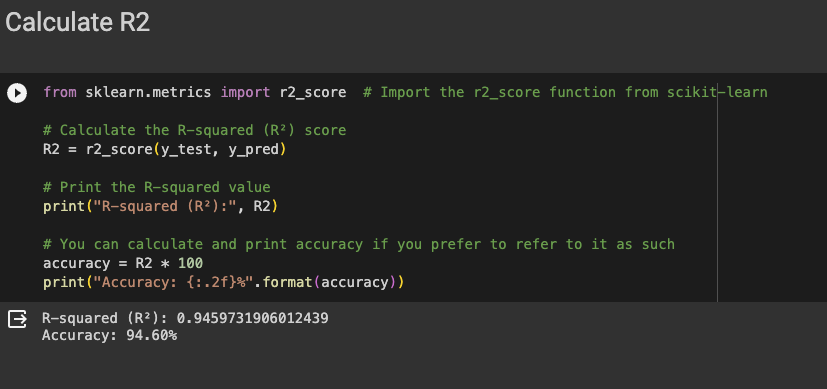 Calculate R2
from sklearn.metrics import r2_score  # Import the r2_score function from scikit-learn
# Calculate the R-squared (R²) score
R2 = r2_score(y_test, y_pred)
# Print the R-squared value
print("R-squared (R²):", R2)
# You can calculate and print accuracy if you prefer to refer to it as such
accuracy = R2 * 100
print("Accuracy: {:.2f}%".format(accuracy))
R-squared (R²): 0.9459731906012439
Accuracy: 94.60%